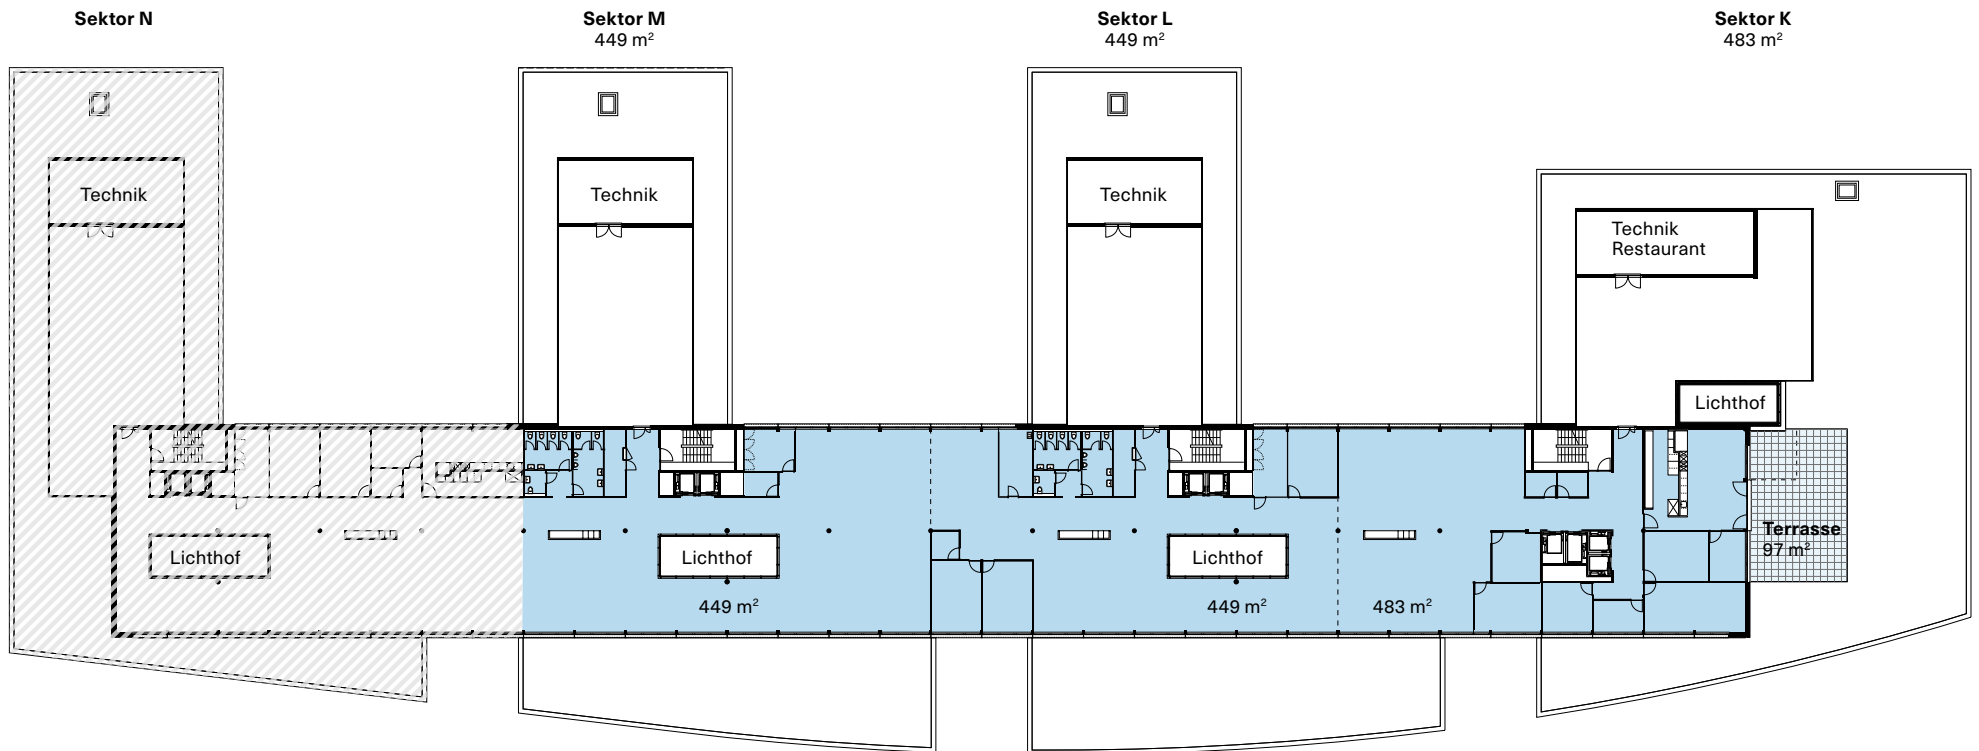 Sektor N
Sektor M
449 m²
Sektor L
449 m²
Sektor K
483 m²
Technik
Technik
Technik
Technik
Restaurant
Lichthof
Lichthof
Lichthof
Lichthof
Terrasse
97 m²
449 m²
449 m²
483 m²